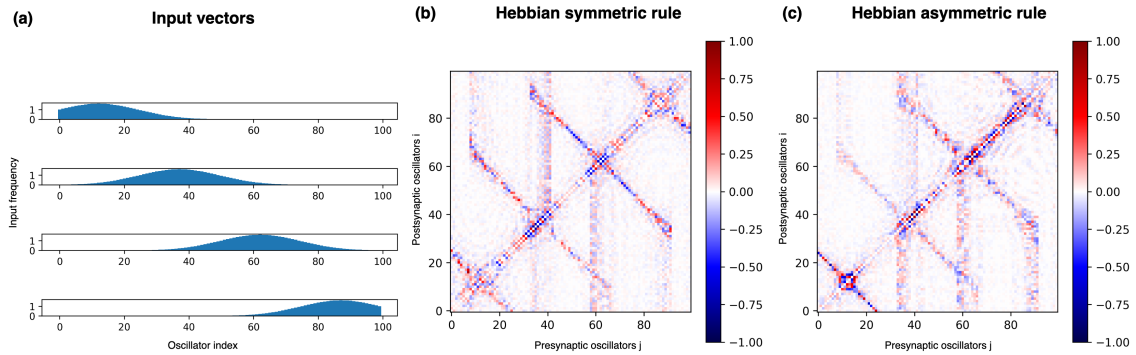 (a)
Input vectors
Input frequency
1
0
0 20 40 60 80 100
1
0
0 20 40 60 80 100
1
0
0 20 40 60 80 100
1
0
0 20 40 60 80 100
Oscillator index
(b)
Hebbian symmetric rule
Postsynaptic oscillators i
80
60
40
20
0
0 20 40 60 80
Presynaptic oscillators j
1.00
0.75
0.50
0.25
0.00
−0.25
−0.50
−0.75
−1.00
(c)
Hebbian asymmetric rule
Postsynaptic oscillators i
80
60
40
20
0
0 20 40 60 80
Presynaptic oscillators j
1.00
0.75
0.50
0.25
0.00
−0.25
−0.50
−0.75
−1.00